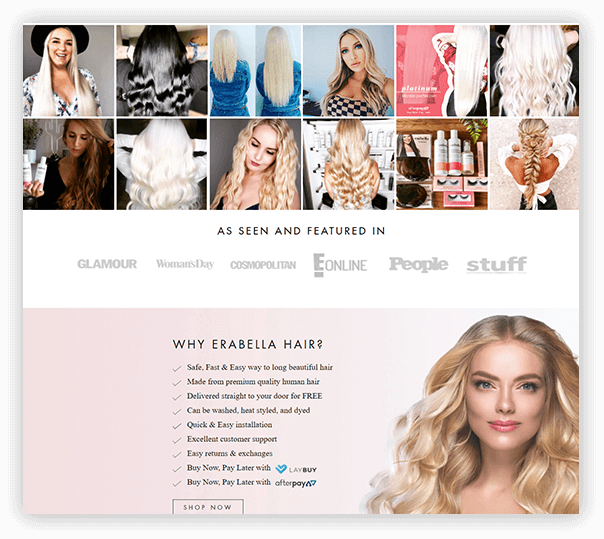 platinum
AS SEEN AND FEATURED IN
GLAMOUR
Woman'sDay
COSMOPOLITAN
E ONLINE
People
stuff
WHY ERABELLA HAIR?
Safe, Fast & Easy way to long beautiful hair
Made from premium quality human hair
Delivered straight to your door for FREE
Can be washed, heat styled, and dyed
Quick & Easy installation
Excellent customer support
Easy returns & exchanges
Buy Now, Pay Later with LAYBUY
Buy Now, Pay Later with afterpay
SHOP NOW